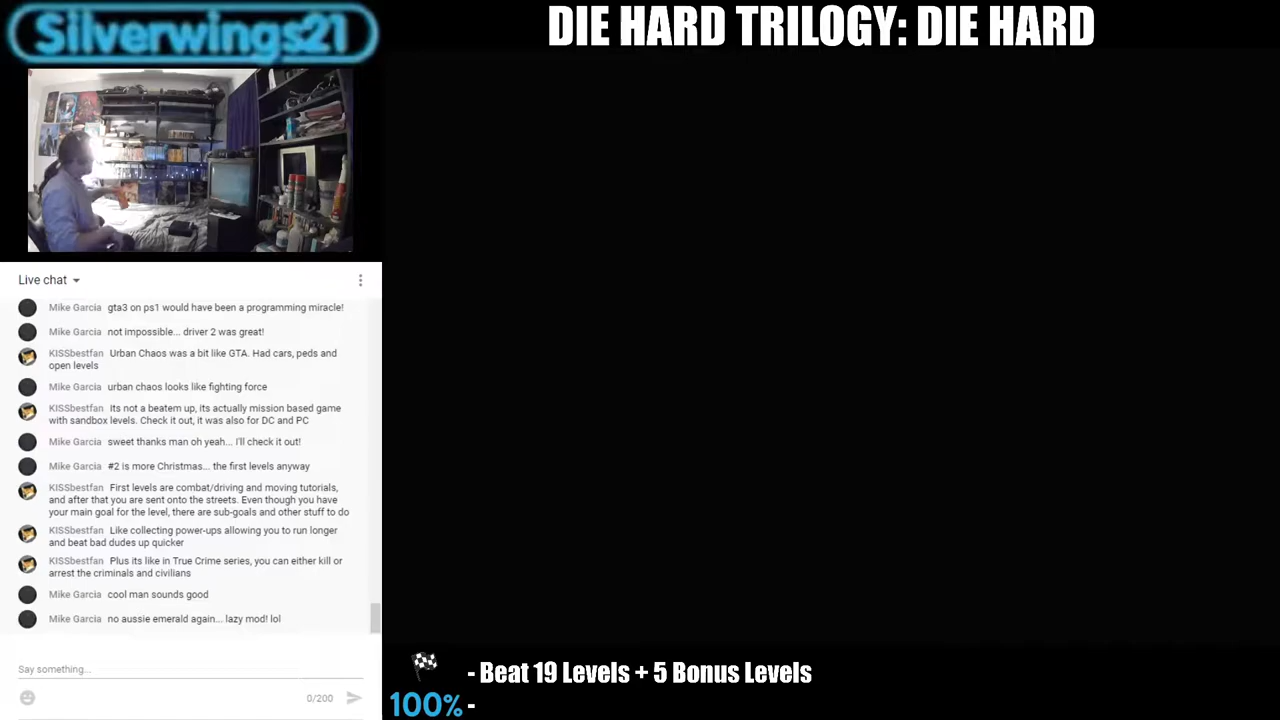 Silverwings21
DIE HARD TRILOGY: DIE HARD
Live chat
Mike Garcia gta3 on ps1 would have been a programming miracle!
Mike Garcia not impossible... driver 2 was great!
KISSbestfan Urban Chaos was a bit like GTA. Had cars, peds and
open levels
Mike Garcia urban chaos looks like fighting force
KISSbestfan Its not a beatem up, its actually mission based game
with sandbox levels. Check it out, it was also for DC and PC
Mike Garcia sweet thanks man oh yeah... I'll check it out!
Mike Garcia #2 is more Christmas... the first levels anyway
KISSbestfan First levels are combat/driving and moving tutorials,
and after that you are sent onto the streets. Even though you have
your main goal for the level, there are sub-goals and other stuff to do
KISSbestfan Like collecting power-ups allowing you to run longer
and beat bad dudes up quicker
KISSbestfan Plus its like in True Crime series, you can either kill or
arrest the criminals and civilians
Mike Garcia cool man sounds good
Mike Garcia no aussie emerald again... lazy mod! lol
Say something...
0/200
- Beat 19 Levels + 5 Bonus Levels
100% -